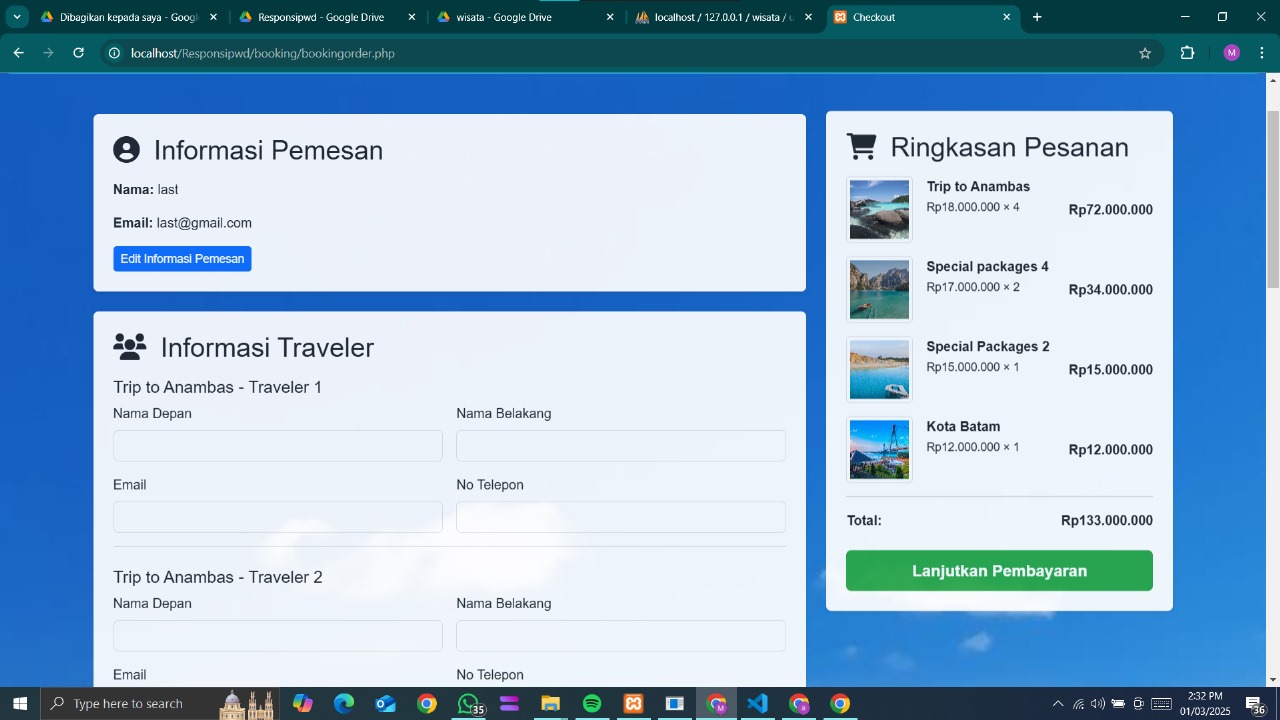 Dibagikan kepada saya - Google
Responsipwd - Google Drive
wisata - Google Drive
localhost / 127.0.0.1 / wisata / u
Checkout
localhost/Responsipwd/booking/bookingorder.php
M
Informasi Pemesan
Nama: last
Email: last@gmail.com
Edit Informasi Pemesan
Informasi Traveler
Trip to Anambas - Traveler 1
Nama Depan
Nama Belakang
Email
No Telepon
Trip to Anambas - Traveler 2
Nama Depan
Nama Belakang
Email
No Telepon
Ringkasan Pesanan
Trip to Anambas
Rp18.000.000 × 4
Rp72.000.000
Special packages 4
Rp17.000.000 × 2
Rp34.000.000
Special Packages 2
Rp15.000.000 × 1
Rp15.000.000
Kota Batam
Rp12.000.000 × 1
Rp12.000.000
Total:
Rp133.000.000
Lanjutkan Pembayaran
Type here to search
35
2:32 PM
01/03/2025
36